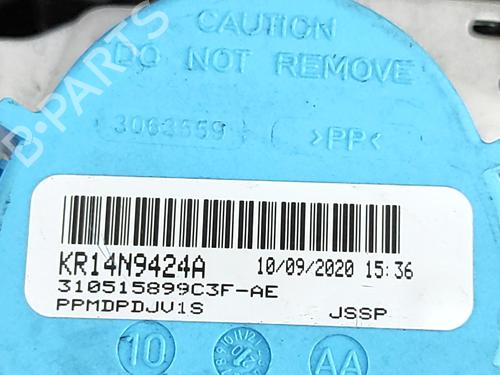 CAUTION
DO NOT REMOVE
3063559
>PP<
B-PARTS
KR14N9424A 10/09/2020 15:36
310515899C3F-AE
PPMDPDJV1S JSSP
10
AA